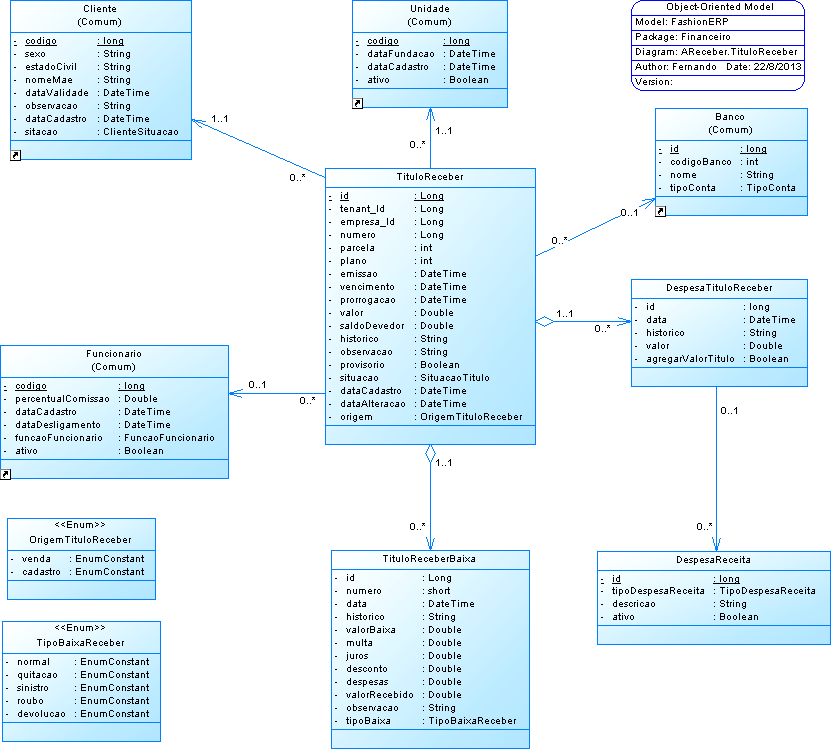 Cliente
(Comum)
- codigo : long
- sexo : String
- estadoCivil : String
- nomeMae : String
- dataValidade : DateTime
- observacao : String
- dataCadastro : DateTime
- sitacao : ClienteSituacao
Unidade
(Comum)
- codigo : long
- dataFundacao : DateTime
- dataCadastro : DateTime
- ativo : Boolean
Object-Oriented Model
Model: FashionERP
Package: Financeiro
Diagram: AReceber.TituloReceber
Author: Fernando Date: 22/8/2013
Version:
Banco
(Comum)
- id : long
- codigoBanco : int
- nome : String
- tipoConta : TipoConta
1..1
0..*
1..1
0..*
0..1
0..*
TituloReceber
- id : Long
- tenant_Id : Long
- empresa_Id : Long
- numero : Long
- parcela : int
- plano : int
- emissao : DateTime
- vencimento : DateTime
- prorrogacao : DateTime
- valor : Double
- saldoDevedor : Double
- historico : String
- observacao : String
- provisorio : Boolean
- situacao : SituacaoTitulo
- dataCadastro : DateTime
- dataAlteracao : DateTime
- origem : OrigemTituloReceber
1..1
0..*
DespesaTituloReceber
- id : long
- data : DateTime
- historico : String
- valor : Double
- agregarValorTitulo : Boolean
Funcionario
(Comum)
- codigo : long
- percentualComissao : Double
- dataCadastro : DateTime
- dataDesligamento : DateTime
- funcaoFuncionario : FuncaoFuncionario
- ativo : Boolean
0..1
0..*
1..1
0..*
0..1
0..*
<<Enum>>
OrigemTituloReceber
- venda : EnumConstant
- cadastro : EnumConstant
<<Enum>>
TipoBaixaReceber
- normal : EnumConstant
- quitacao : EnumConstant
- sinistro : EnumConstant
- roubo : EnumConstant
- devolucao : EnumConstant
TituloReceberBaixa
- id : Long
- numero : short
- data : DateTime
- historico : String
- valorBaixa : Double
- multa : Double
- juros : Double
- desconto : Double
- despesas : Double
- valorRecebido : Double
- observacao : String
- tipoBaixa : TipoBaixaReceber
DespesaReceita
- id : long
- tipoDespesaReceita : TipoDespesaReceita
- descricao : String
- ativo : Boolean